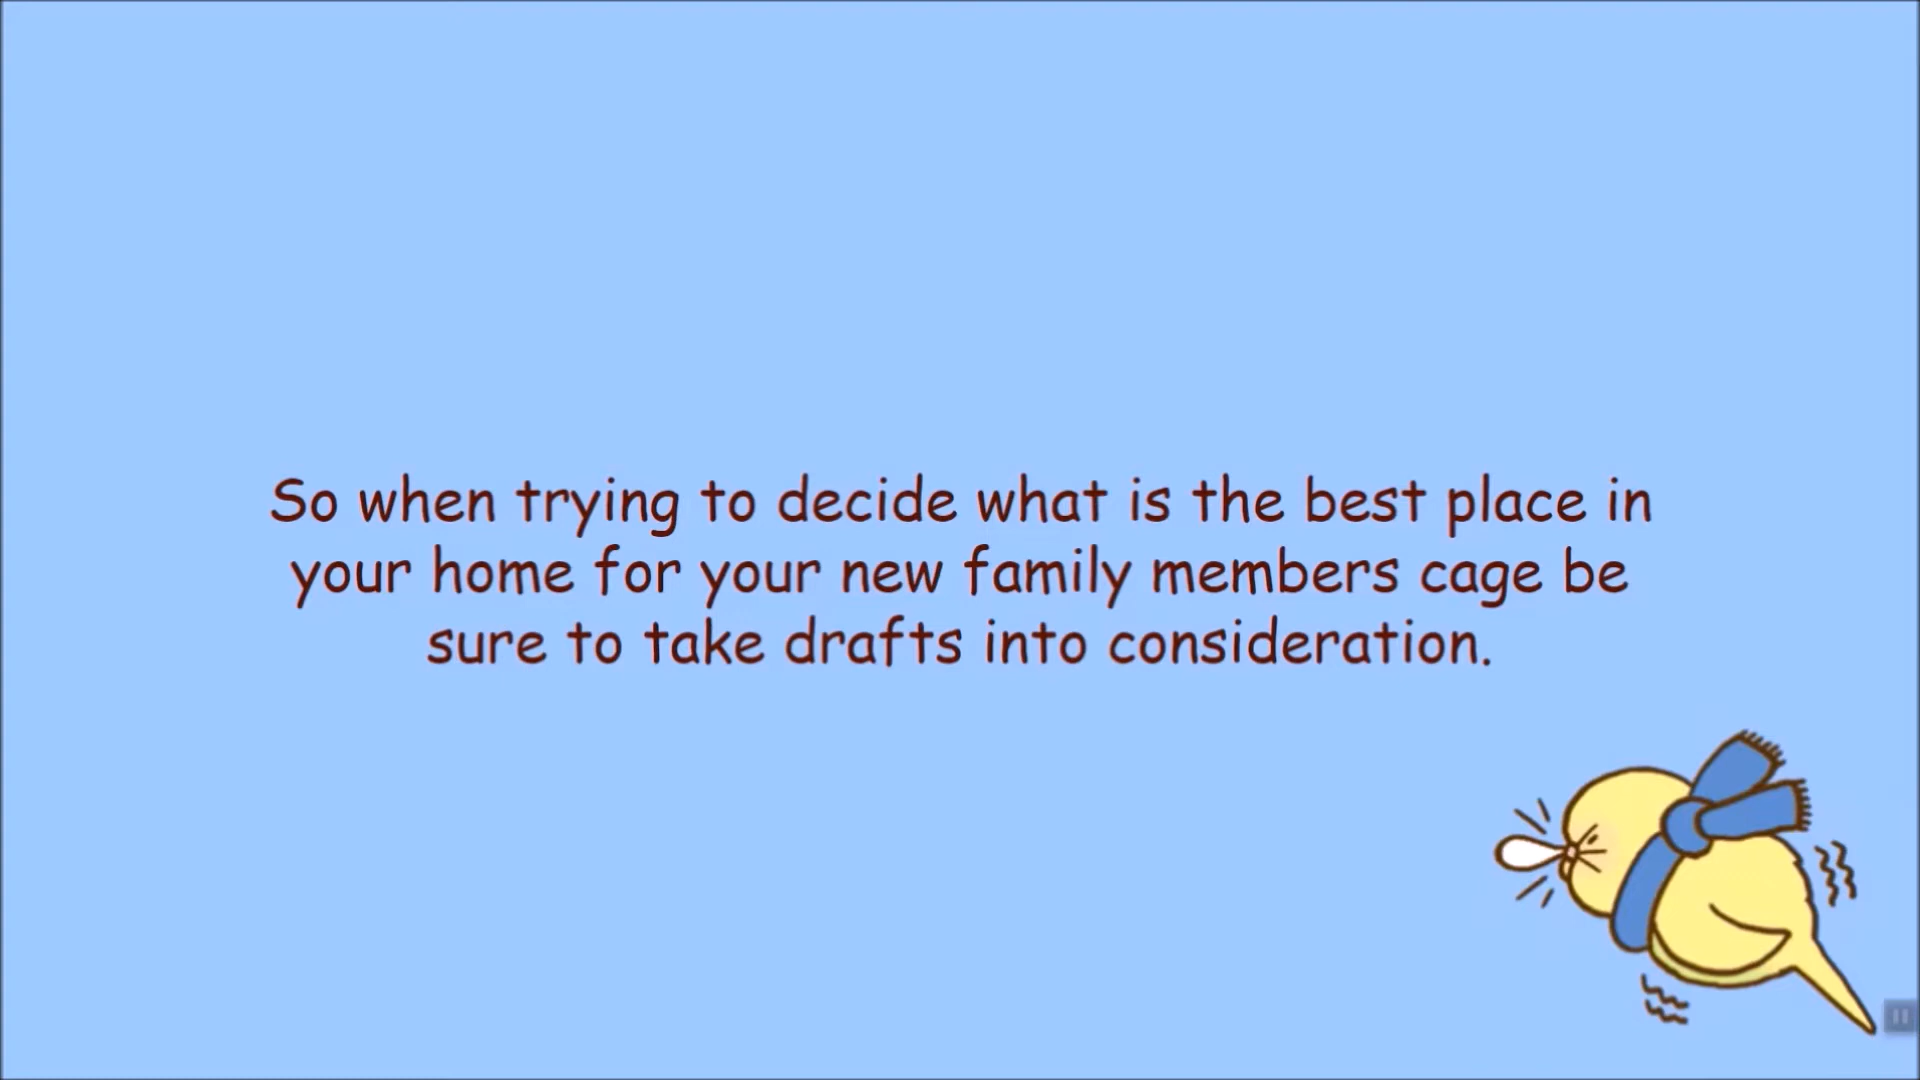 So when trying to decide what is the best place in
your home for your new family members cage be
sure to take drafts into consideration.